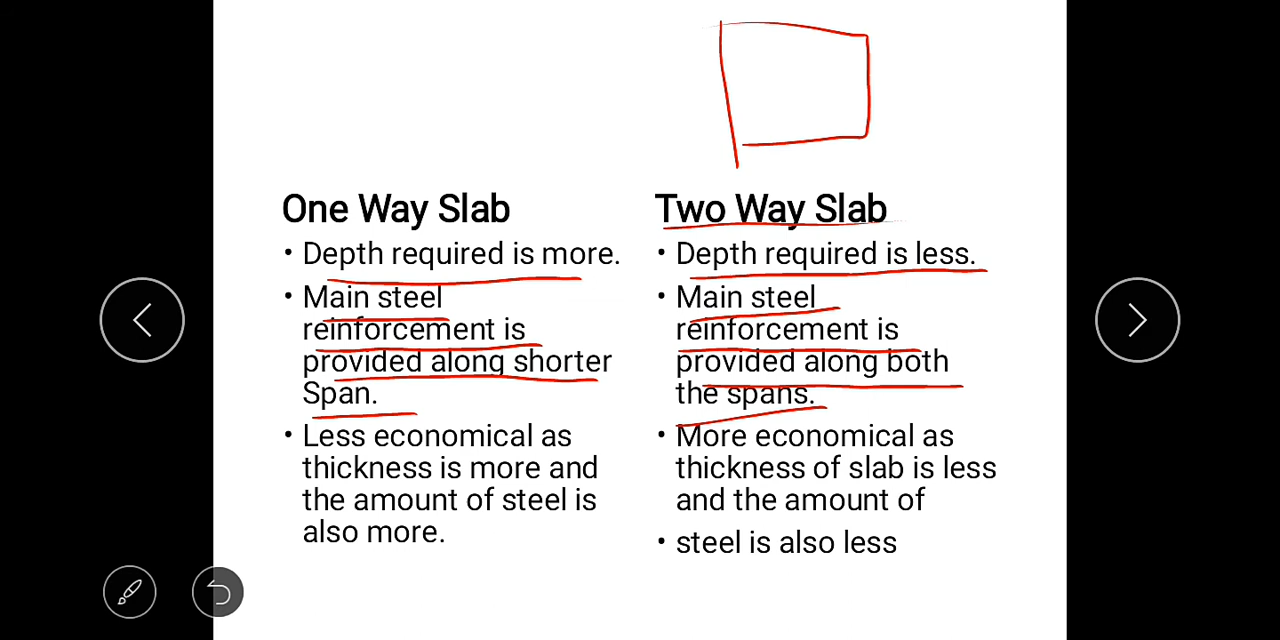 One Way Slab
• Depth required is more.
• Main steel
reinforcement is
provided along shorter
Span.
• Less economical as
thickness is more and
the amount of steel is
also more.
Two Way Slab
• Depth required is less.
• Main steel
reinforcement is
provided along both
the spans.
• More economical as
thickness of slab is less
and the amount of
• steel is also less